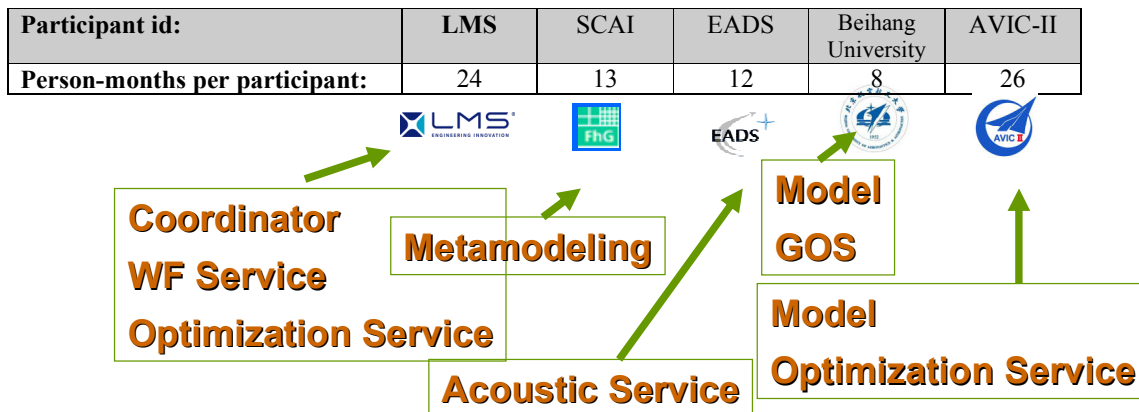 Participant id: LMS SCAI EADS Beihang University AVIC-II
Person-months per participant: 24 13 12 8 26
LMS
ENGINEERING INNOVATION
FhG
EADS
1952
AVIC II
Coordinator
WF Service
Optimization Service
Metamodeling
Acoustic Service
Model
GOS
Model
Optimization Service